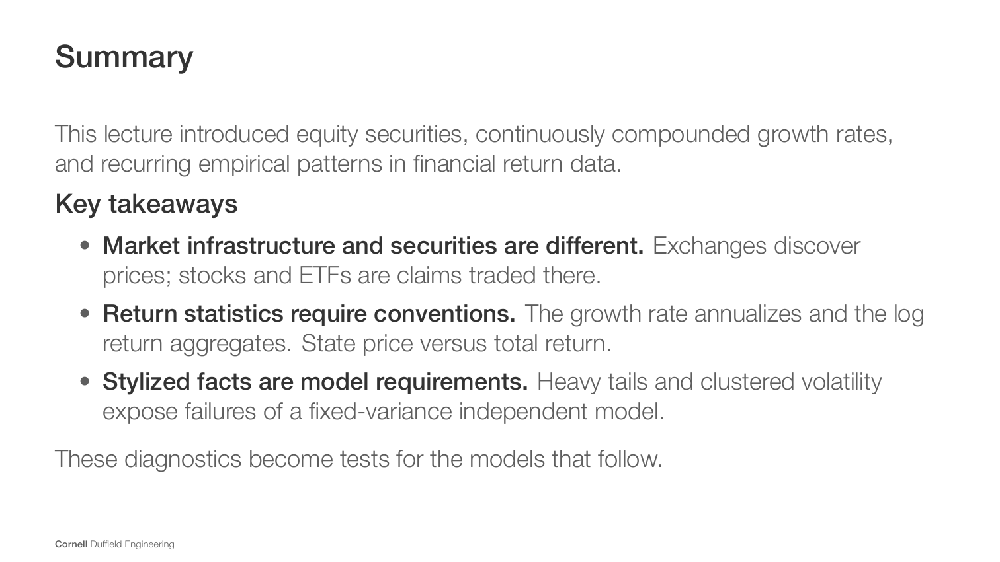 Summary
This lecture introduced equity securities, continuously compounded growth rates,
and recurring empirical patterns in financial return data.
Key takeaways
• Market infrastructure and securities are different. Exchanges discover
prices; stocks and ETFs are claims traded there.
• Return statistics require conventions. The growth rate annualizes and the log
return aggregates. State price versus total return.
• Stylized facts are model requirements. Heavy tails and clustered volatility
expose failures of a fixed-variance independent model.
These diagnostics become tests for the models that follow.
Cornell Duffield Engineering